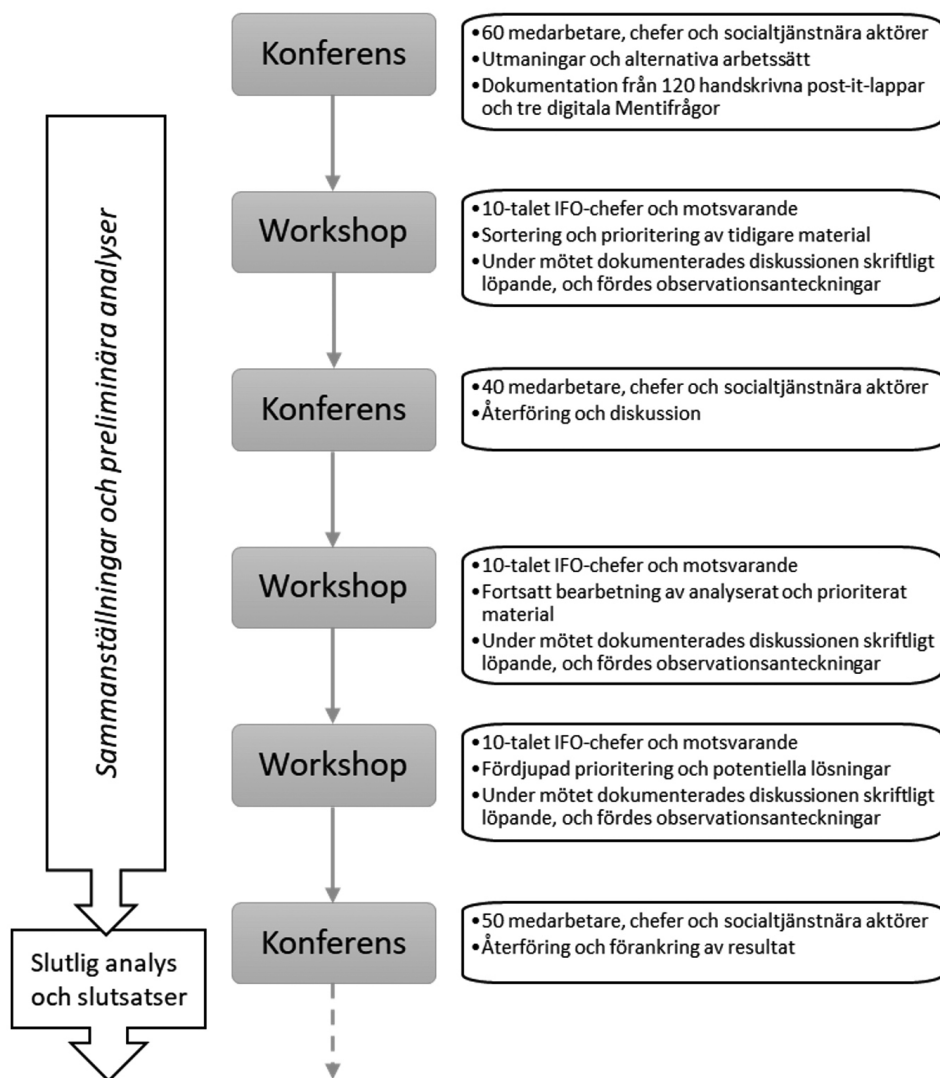 Konferens
•60 medarbetare, chefer och socialtjänstnära aktörer
•Utmaningar och alternativa arbetssätt
•Dokumentation från 120 handskrivna post-it-lappar
och tre digitala Mentifrågor
Sammanställningar och preliminära analyser
Workshop
•10-talet IFO-chefer och motsvarande
•Sortering och prioritering av tidigare material
•Under mötet dokumenterades diskussionen skriftligt
löpande, och fördes observationsanteckningar
Konferens
•40 medarbetare, chefer och socialtjänstnära aktörer
•Återföring och diskussion
Workshop
•10-talet IFO-chefer och motsvarande
•Fortsatt bearbetning av analyserat och prioriterat
material
•Under mötet dokumenterades diskussionen skriftligt
löpande, och fördes observationsanteckningar
Workshop
•10-talet IFO-chefer och motsvarande
•Fördjupad prioritering och potentiella lösningar
•Under mötet dokumenterades diskussionen skriftligt
löpande, och fördes observationsanteckningar
Konferens
•50 medarbetare, chefer och socialtjänstnära aktörer
•Återföring och förankring av resultat
Slutlig analys
och slutsatser